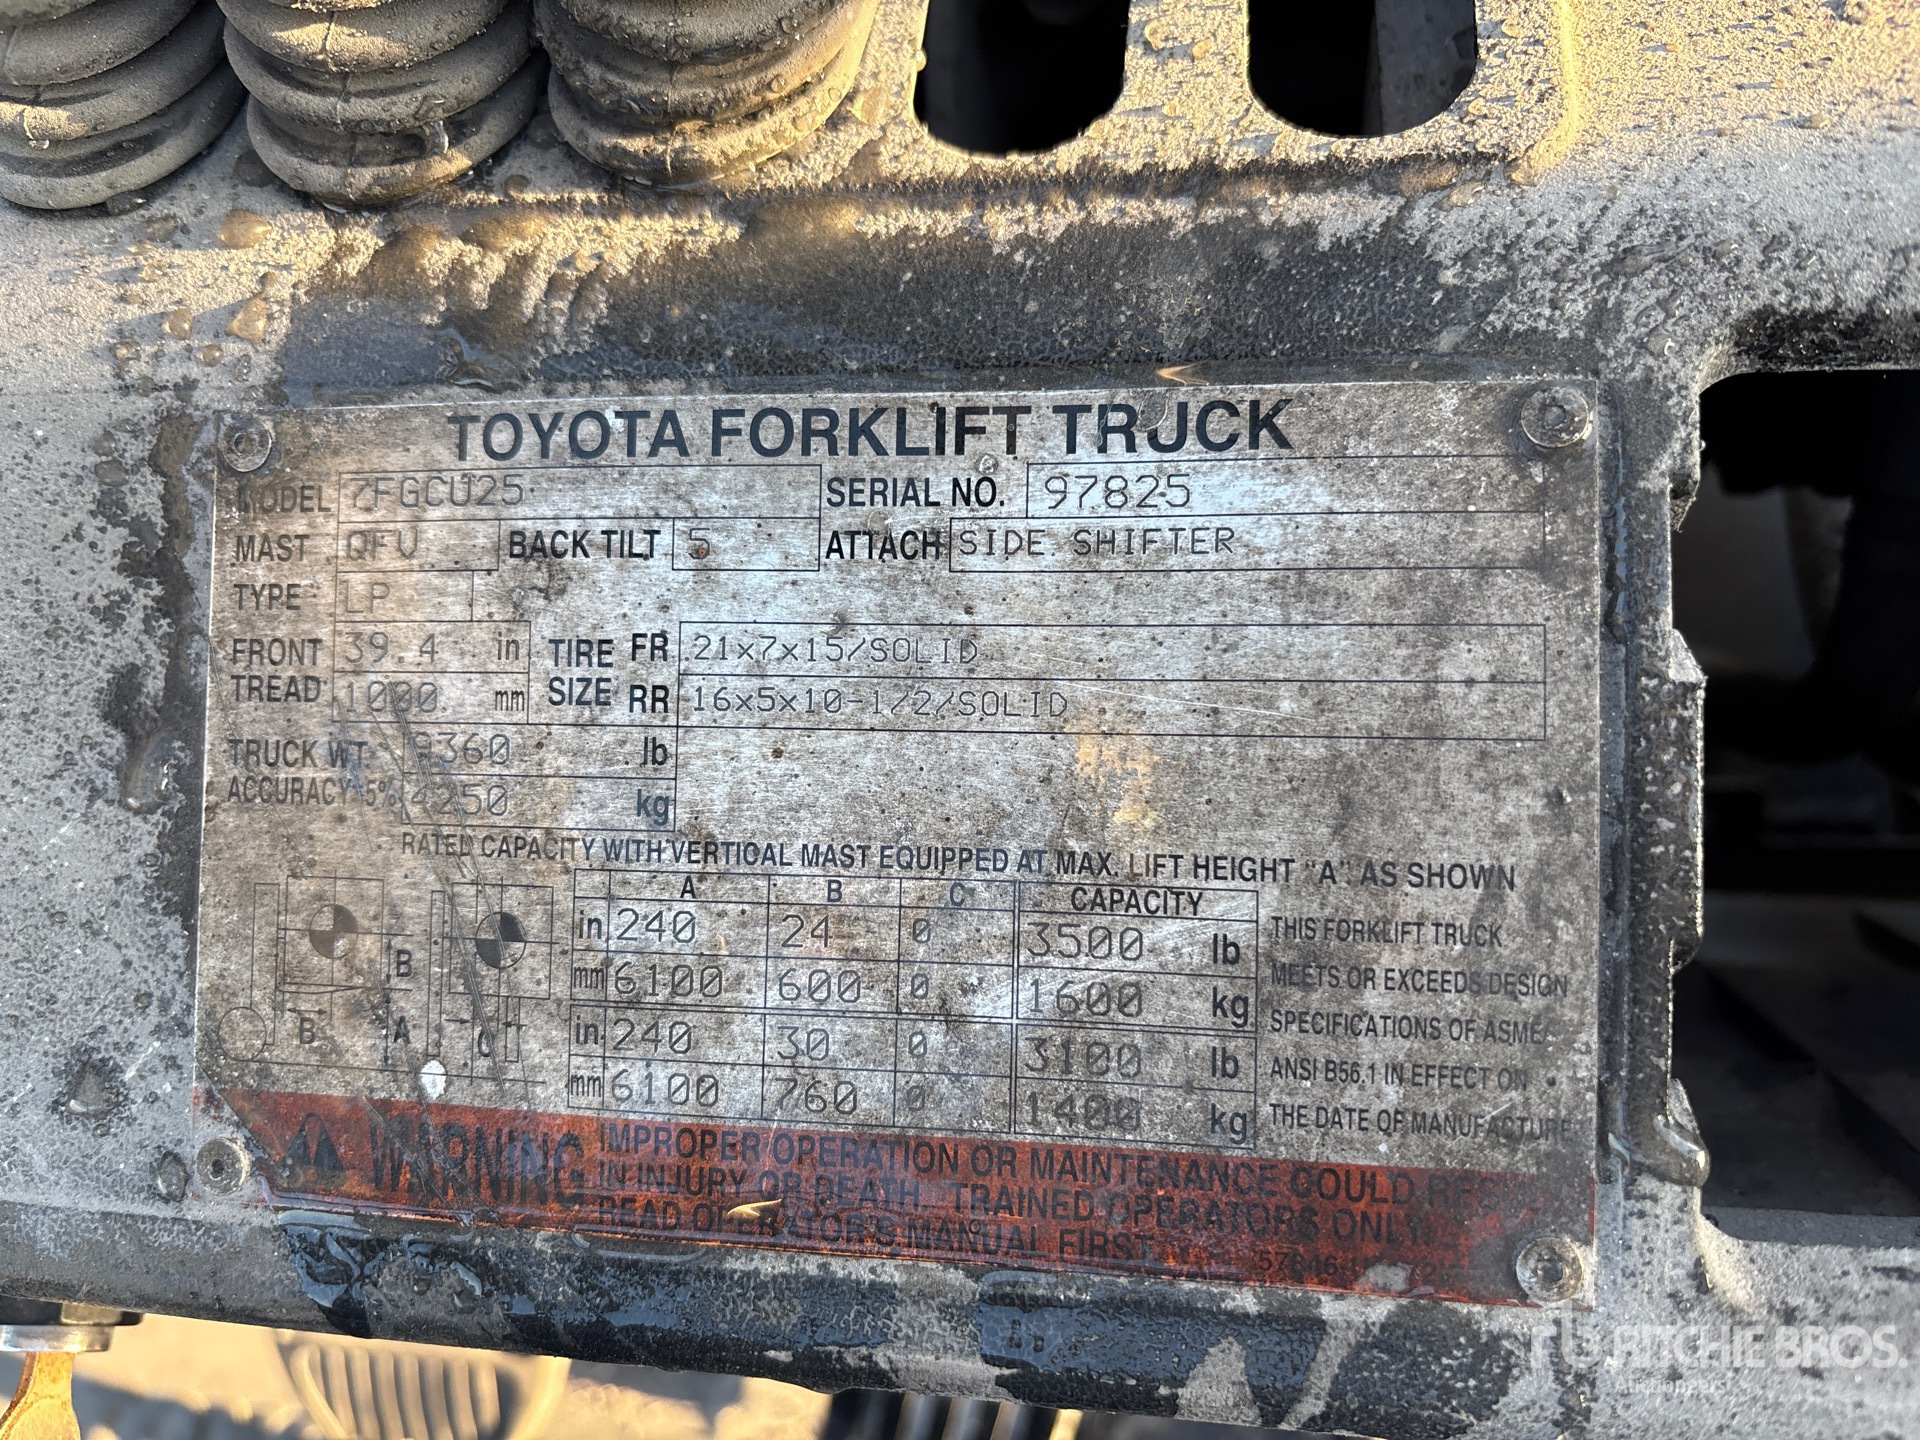 TOYOTA FORKLIFT TRUCK
MODEL 7FGCU25 SERIAL NO. 97825
MAST QFV BACK TILT 5 ATTACH SIDE SHIFTER
TYPE LP
FRONT TREAD 39.4 in 1000 mm
TIRE SIZE FR 21x7x15/SOLID
RR 16x5x10-1/2/SOLID
TRUCK WT. 9360 lb
ACCURACY 5% 4250 kg
RATED CAPACITY WITH VERTICAL MAST EQUIPPED AT MAX. LIFT HEIGHT "A" AS SHOWN
A B C CAPACITY
in 240 24 0 3500 lb
mm 6100 600 0 1600 kg
in 240 30 0 3100 lb
mm 6100 760 0 1400 kg
B
B A C
THIS FORKLIFT TRUCK
MEETS OR EXCEEDS DESIGN
SPECIFICATIONS OF ASME/
ANSI B56.1 IN EFFECT ON
THE DATE OF MANUFACTURE
WARNING
IMPROPER OPERATION OR MAINTENANCE COULD RESULT
IN INJURY OR DEATH. TRAINED OPERATORS ONLY.
READ OPERATOR'S MANUAL FIRST.
rb RITCHIE BROS.
Auctioneers